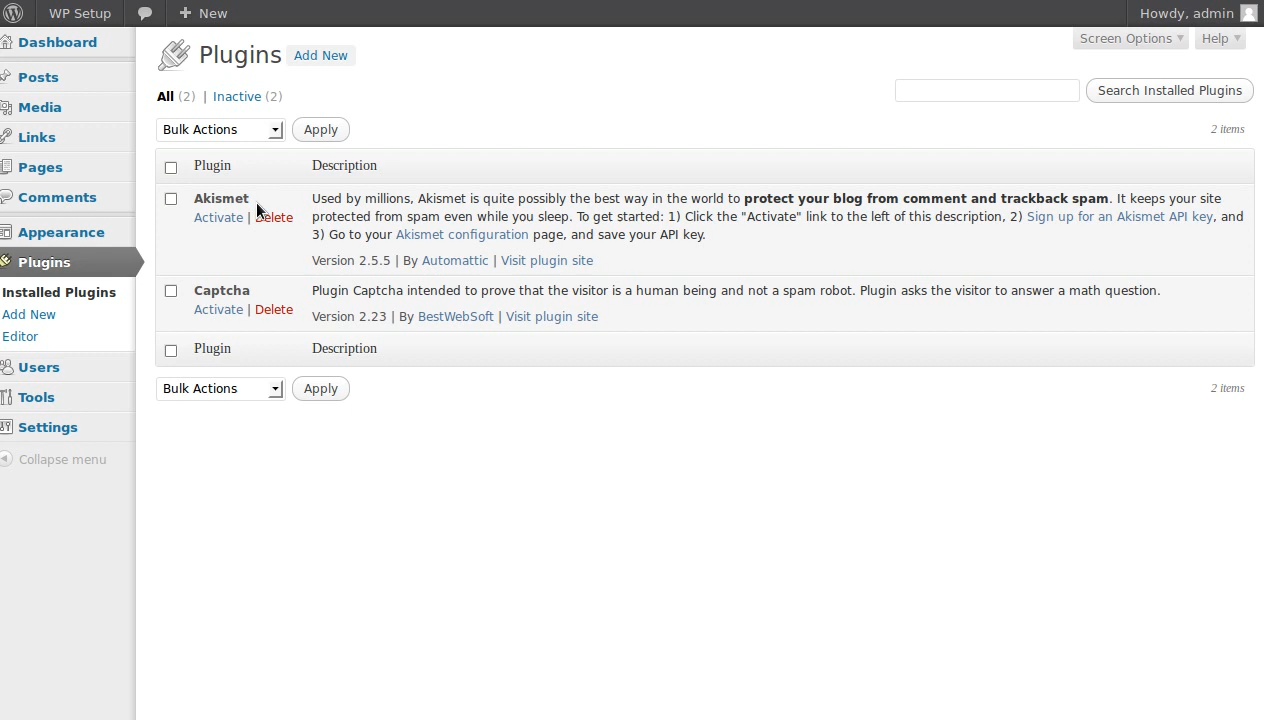 WP Setup
New
Howdy, admin
Dashboard
Posts
Media
Links
Pages
Comments
Appearance
Plugins
Installed Plugins
Add New
Editor
Users
Tools
Settings
Collapse menu
Screen Options
Help
Plugins Add New
All (2) | Inactive (2)
Search Installed Plugins
Bulk Actions Apply
2 items
Plugin Description
Akismet
Activate | Delete
Used by millions, Akismet is quite possibly the best way in the world to protect your blog from comment and trackback spam. It keeps your site
protected from spam even while you sleep. To get started: 1) Click the "Activate" link to the left of this description, 2) Sign up for an Akismet API key, and
3) Go to your Akismet configuration page, and save your API key.
Version 2.5.5 | By Automattic | Visit plugin site
Captcha
Activate | Delete
Plugin Captcha intended to prove that the visitor is a human being and not a spam robot. Plugin asks the visitor to answer a math question.
Version 2.23 | By BestWebSoft | Visit plugin site
Plugin Description
Bulk Actions Apply
2 items